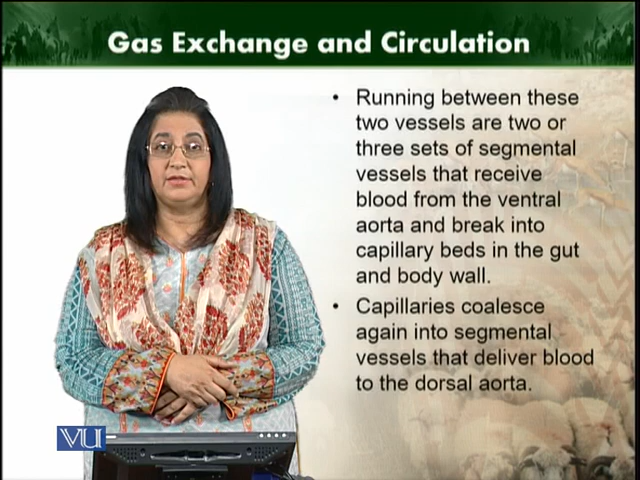 Gas Exchange and Circulation
• Running between these
two vessels are two or
three sets of segmental
vessels that receive
blood from the ventral
aorta and break into
capillary beds in the gut
and body wall.
• Capillaries coalesce
again into segmental
vessels that deliver blood
to the dorsal aorta.
VU